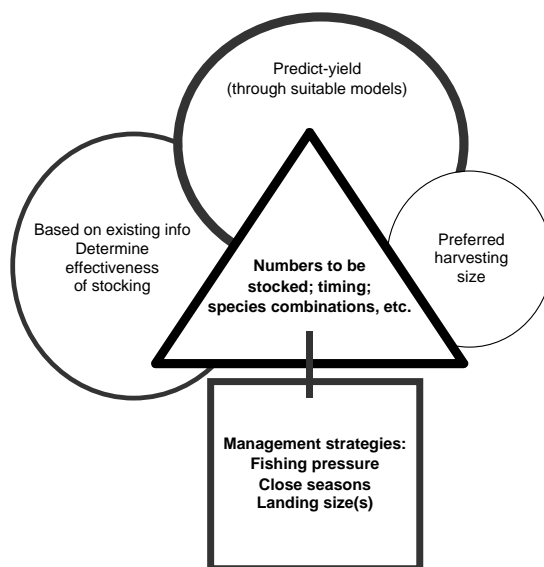 Predict-yield
(through suitable models)
Based on existing info
Determine
effectiveness
of stocking
Preferred
harvesting
size
Numbers to be
stocked; timing;
species combinations, etc.
Management strategies:
Fishing pressure
Close seasons
Landing size(s)